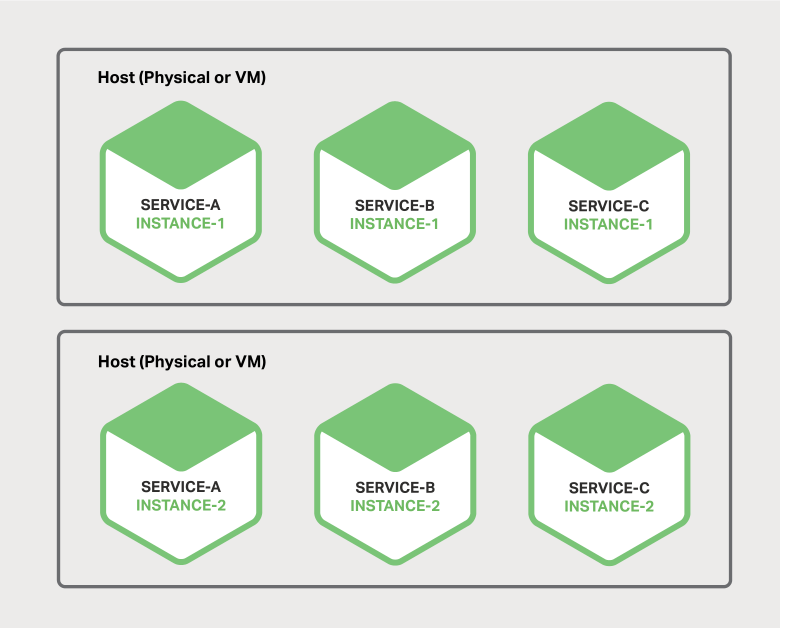 Host (Physical or VM)
SERVICE-A
INSTANCE-1
SERVICE-B
INSTANCE-1
SERVICE-C
INSTANCE-1
Host (Physical or VM)
SERVICE-A
INSTANCE-2
SERVICE-B
INSTANCE-2
SERVICE-C
INSTANCE-2